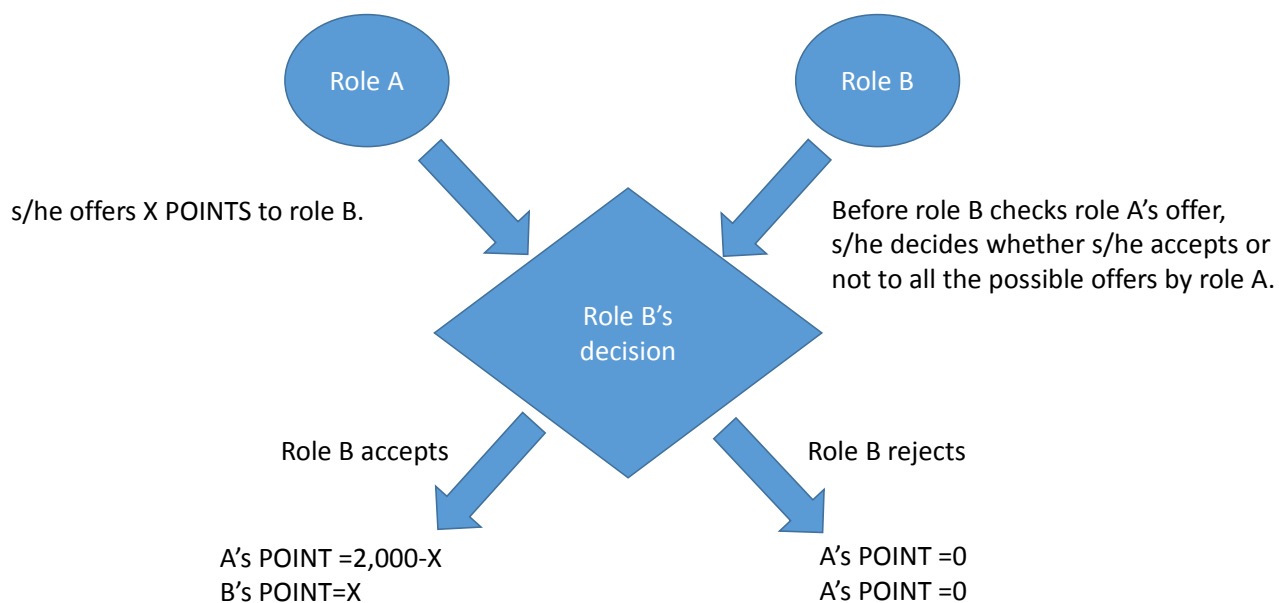 Role A
Role B
s/he offers X POINTS to role B.
Before role B checks role A's offer,
s/he decides whether s/he accepts or
not to all the possible offers by role A.
Role B's
decision
Role B accepts
Role B rejects
A's POINT =2,000-X
B's POINT=X
A's POINT =0
A's POINT =0